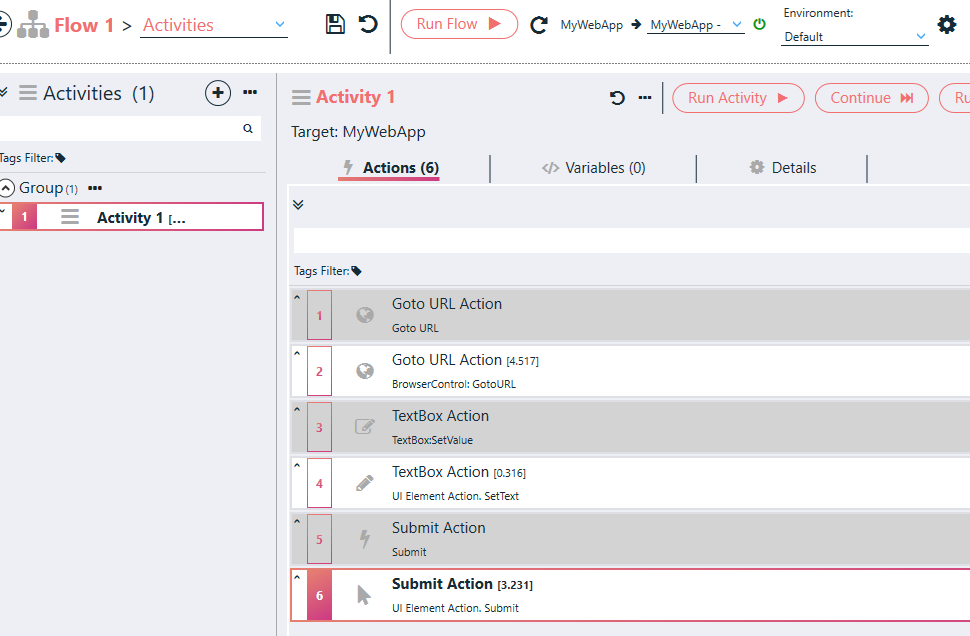 Flow 1 > Activities
Run Flow
MyWebApp
MyWebApp -
Environment:
Default
Activities (1)
Tags Filter:
Group (1)
1 Activity 1 [...
Activity 1
Run Activity
Continue
Ru
Target: MyWebApp
Actions (6)
Variables (0)
Details
Tags Filter:
1
Goto URL Action
Goto URL
2
Goto URL Action [4.517]
BrowserControl: GotoURL
3
TextBox Action
TextBox:SetValue
4
TextBox Action [0.316]
UI Element Action. SetText
5
Submit Action
Submit
6
Submit Action [3.231]
UI Element Action. Submit